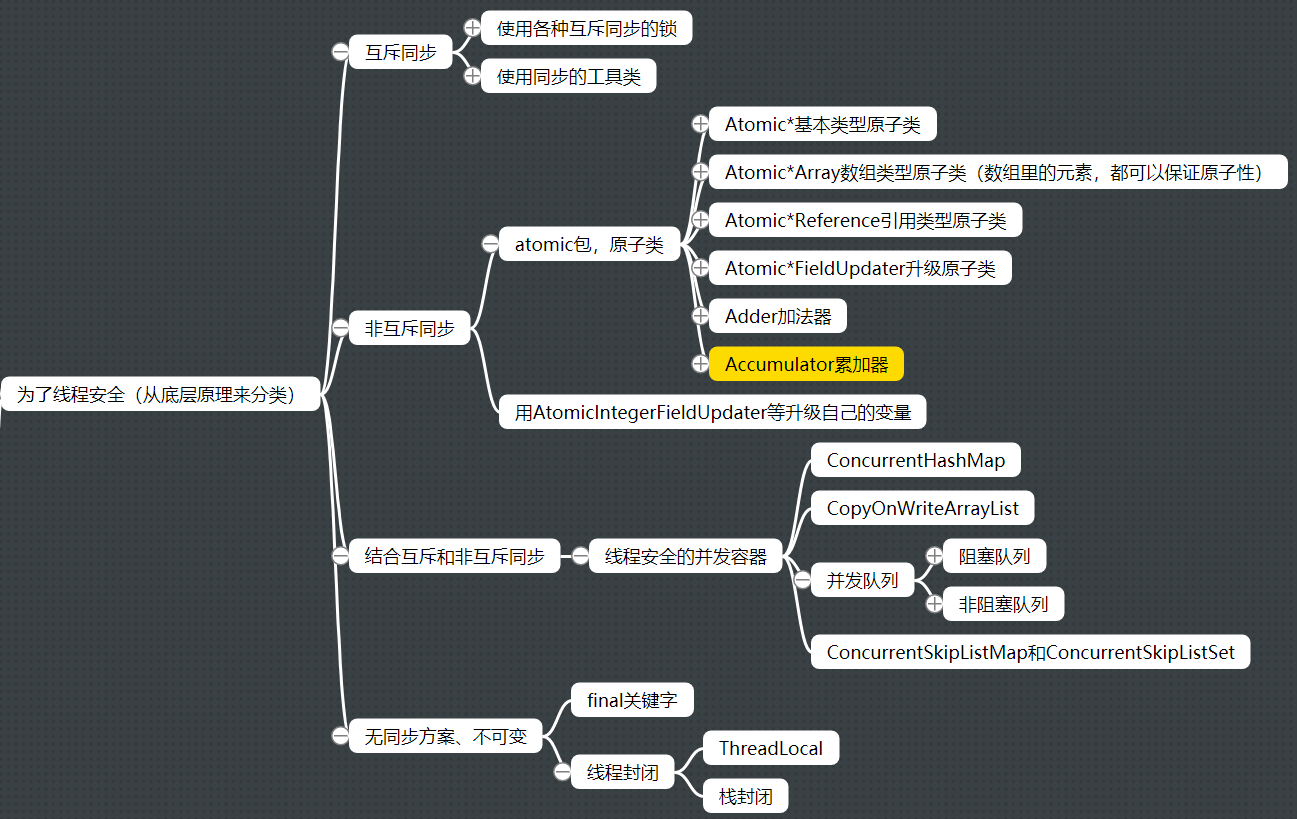 为了线程安全（从底层原理来分类）
互斥同步
使用各种互斥同步的锁
使用同步的工具类
非互斥同步
atomic包，原子类
Atomic*基本类型原子类
Atomic*Array数组类型原子类（数组里的元素，都可以保证原子性）
Atomic*Reference引用类型原子类
Atomic*FieldUpdater升级原子类
Adder加法器
Accumulator累加器
用AtomicIntegerFieldUpdater等升级自己的变量
结合互斥和非互斥同步
线程安全的并发容器
ConcurrentHashMap
CopyOnWriteArrayList
并发队列
阻塞队列
非阻塞队列
ConcurrentSkipListMap和ConcurrentSkipListSet
无同步方案、不可变
final关键字
线程封闭
ThreadLocal
栈封闭